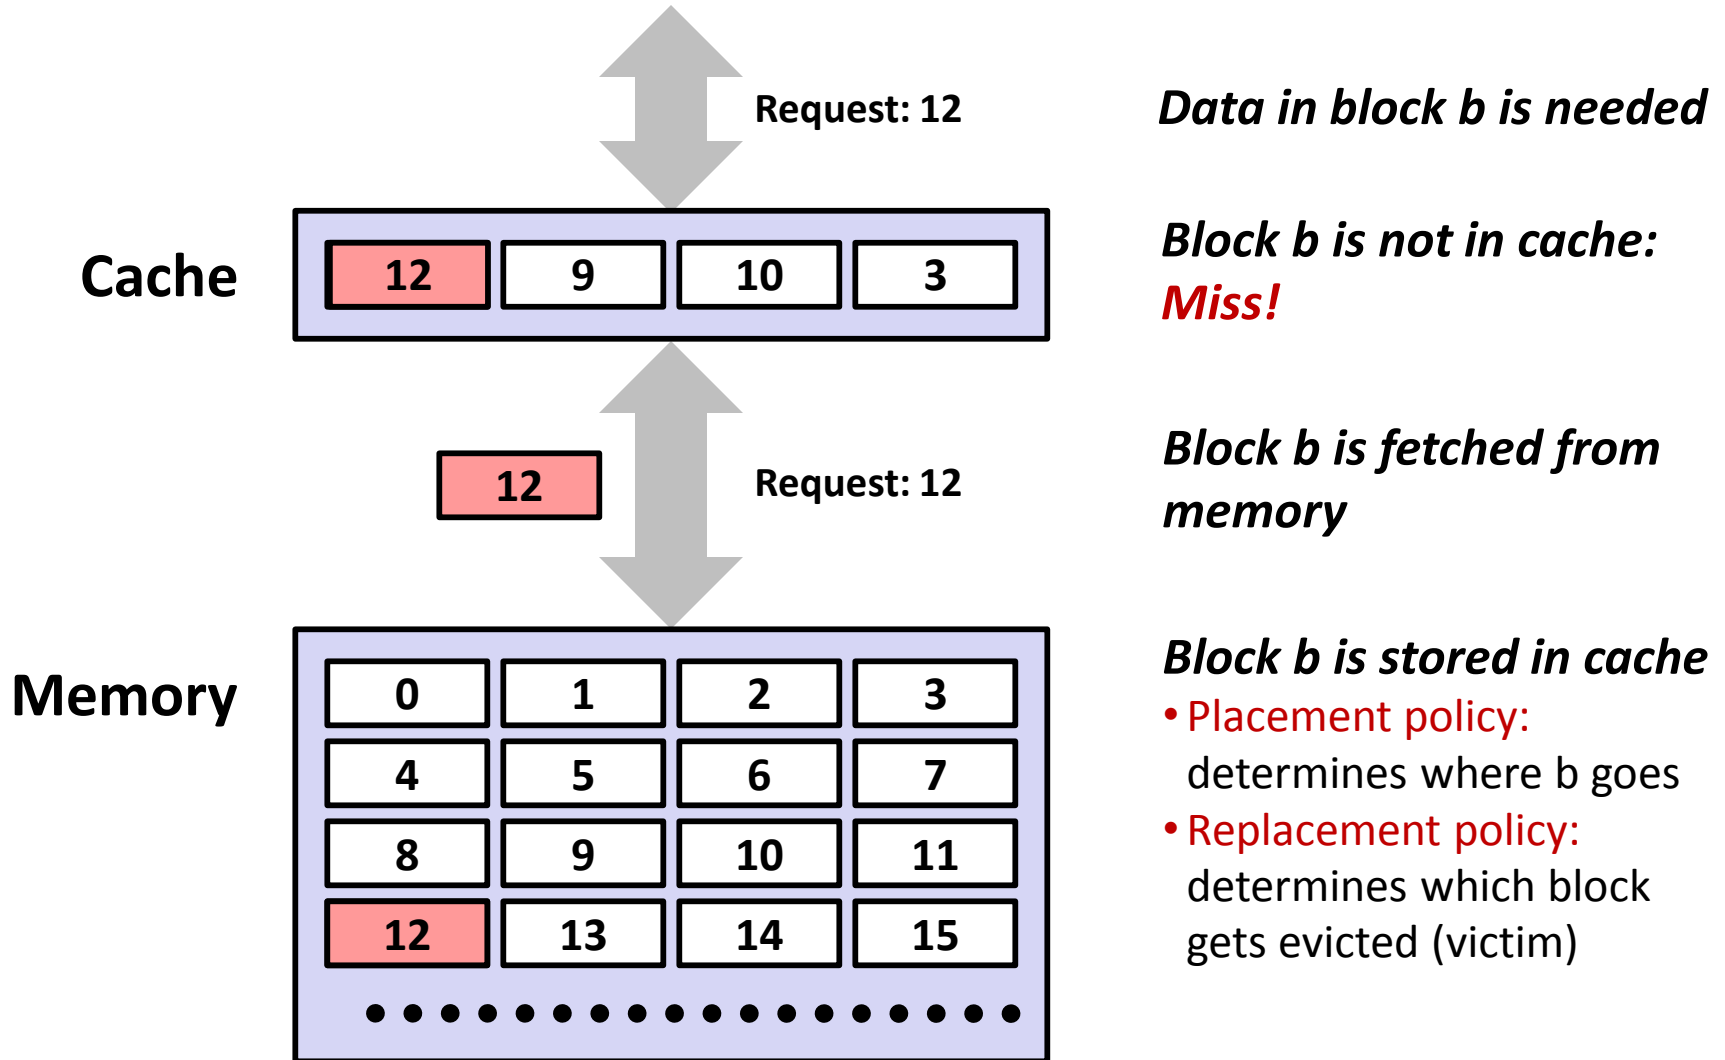 Request: 12
Data in block b is needed
Cache
12 9 10 3
Block b is not in cache:
Miss!
12
Request: 12
Block b is fetched from
memory
Memory
0 1 2 3
4 5 6 7
8 9 10 11
12 13 14 15
Block b is stored in cache
• Placement policy:
determines where b goes
• Replacement policy:
determines which block
gets evicted (victim)